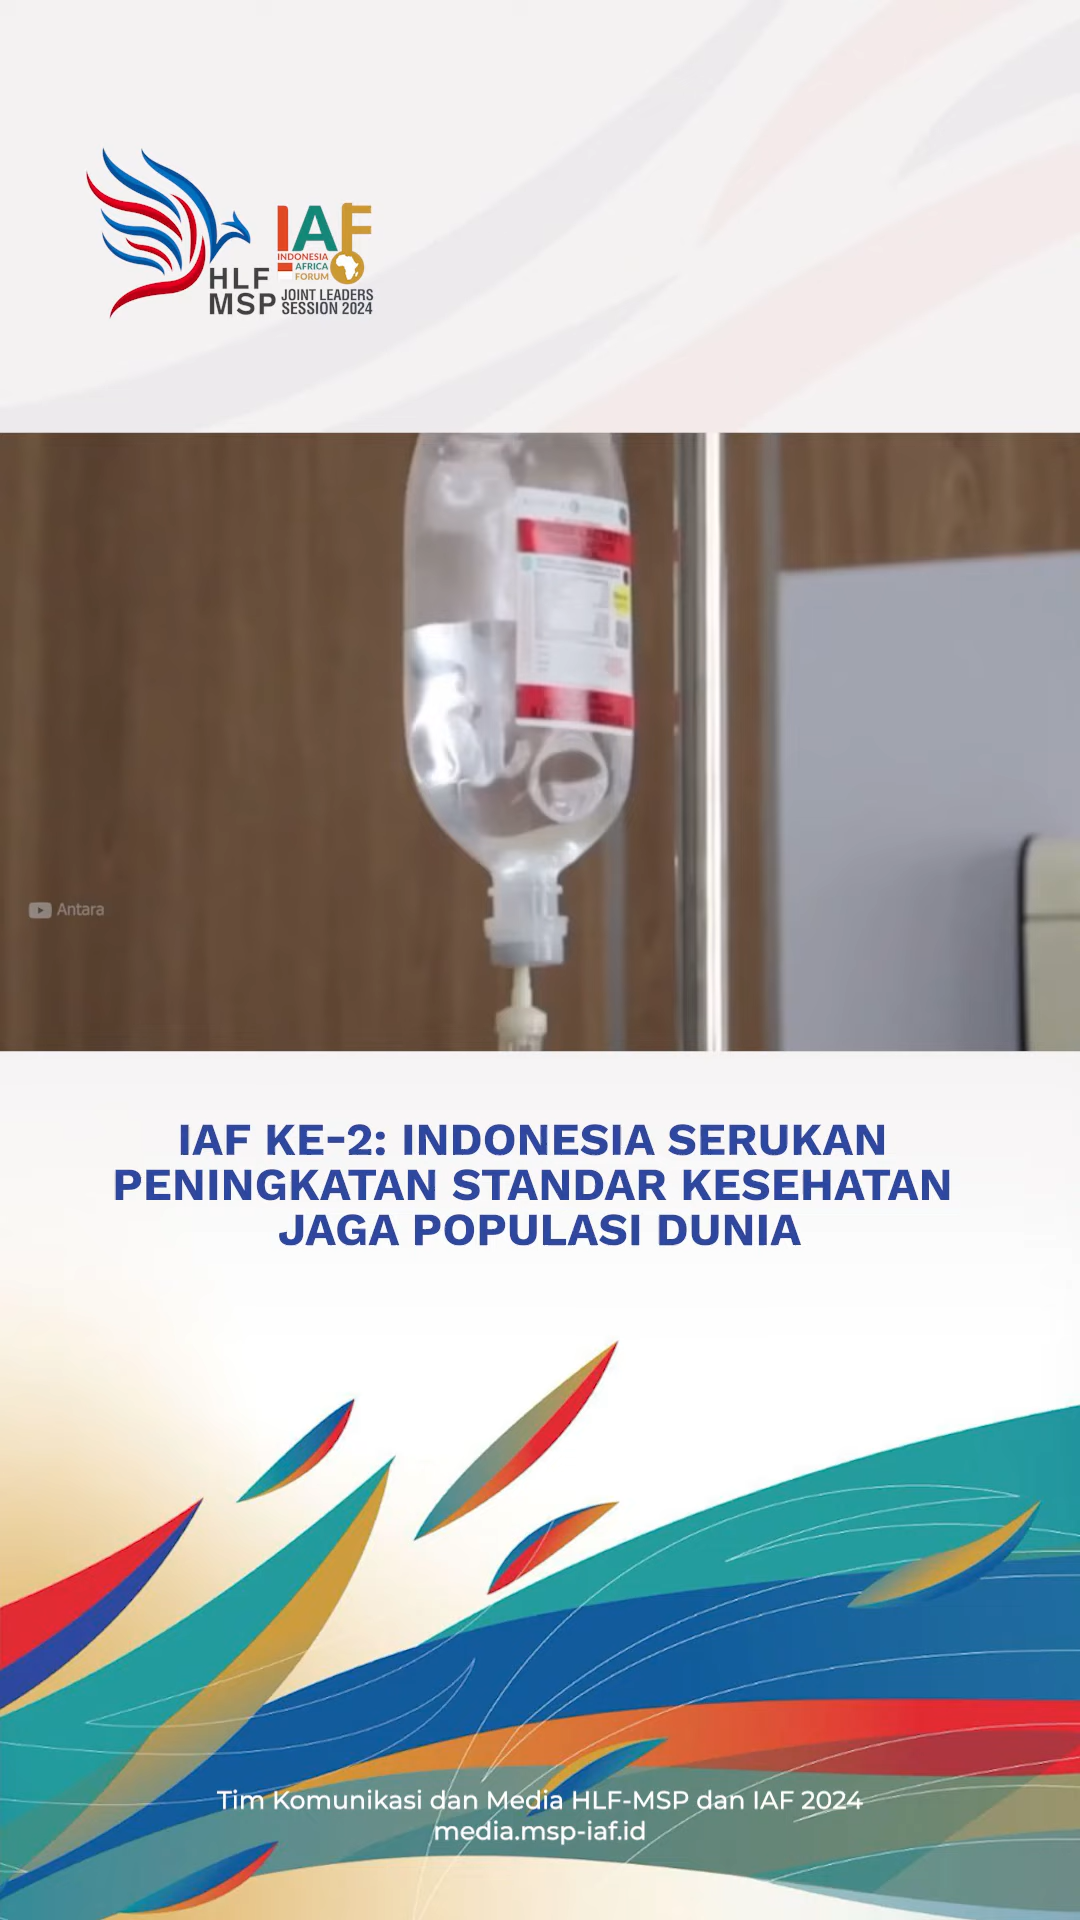 IAF
INDONESIA
AFRICA
FORUM
HLF
MSP
JOINT LEADERS
SESSION 2024
Antara
IAF KE-2: INDONESIA SERUKAN
PENINGKATAN STANDAR KESEHATAN
JAGA POPULASI DUNIA
Tim Komunikasi dan Media HLF-MSP dan IAF 2024
media.msp-iaf.id